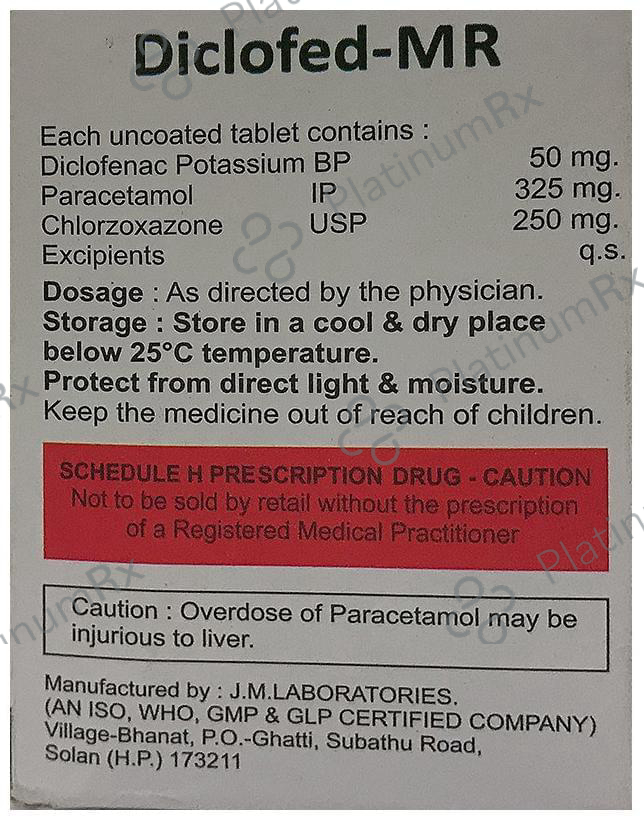 Diclofed-MR
Each uncoated tablet contains :
Diclofenac Potassium BP 50 mg.
Paracetamol IP 325 mg.
Chlorzoxazone USP 250 mg.
Excipients q.s.
Dosage : As directed by the physician.
Storage : Store in a cool & dry place
below 25°C temperature.
Protect from direct light & moisture.
Keep the medicine out of reach of children.
SCHEDULE H PRESCRIPTION DRUG - CAUTION
Not to be sold by retail without the prescription
of a Registered Medical Practitioner
Caution : Overdose of Paracetamol may be
injurious to liver.
Manufactured by : J.M.LABORATORIES.
(AN ISO, WHO, GMP & GLP CERTIFIED COMPANY)
Village-Bhanat, P.O.-Ghatti, Subathu Road,
Solan (H.P.) 173211
PlatinumRx
PlatinumRx